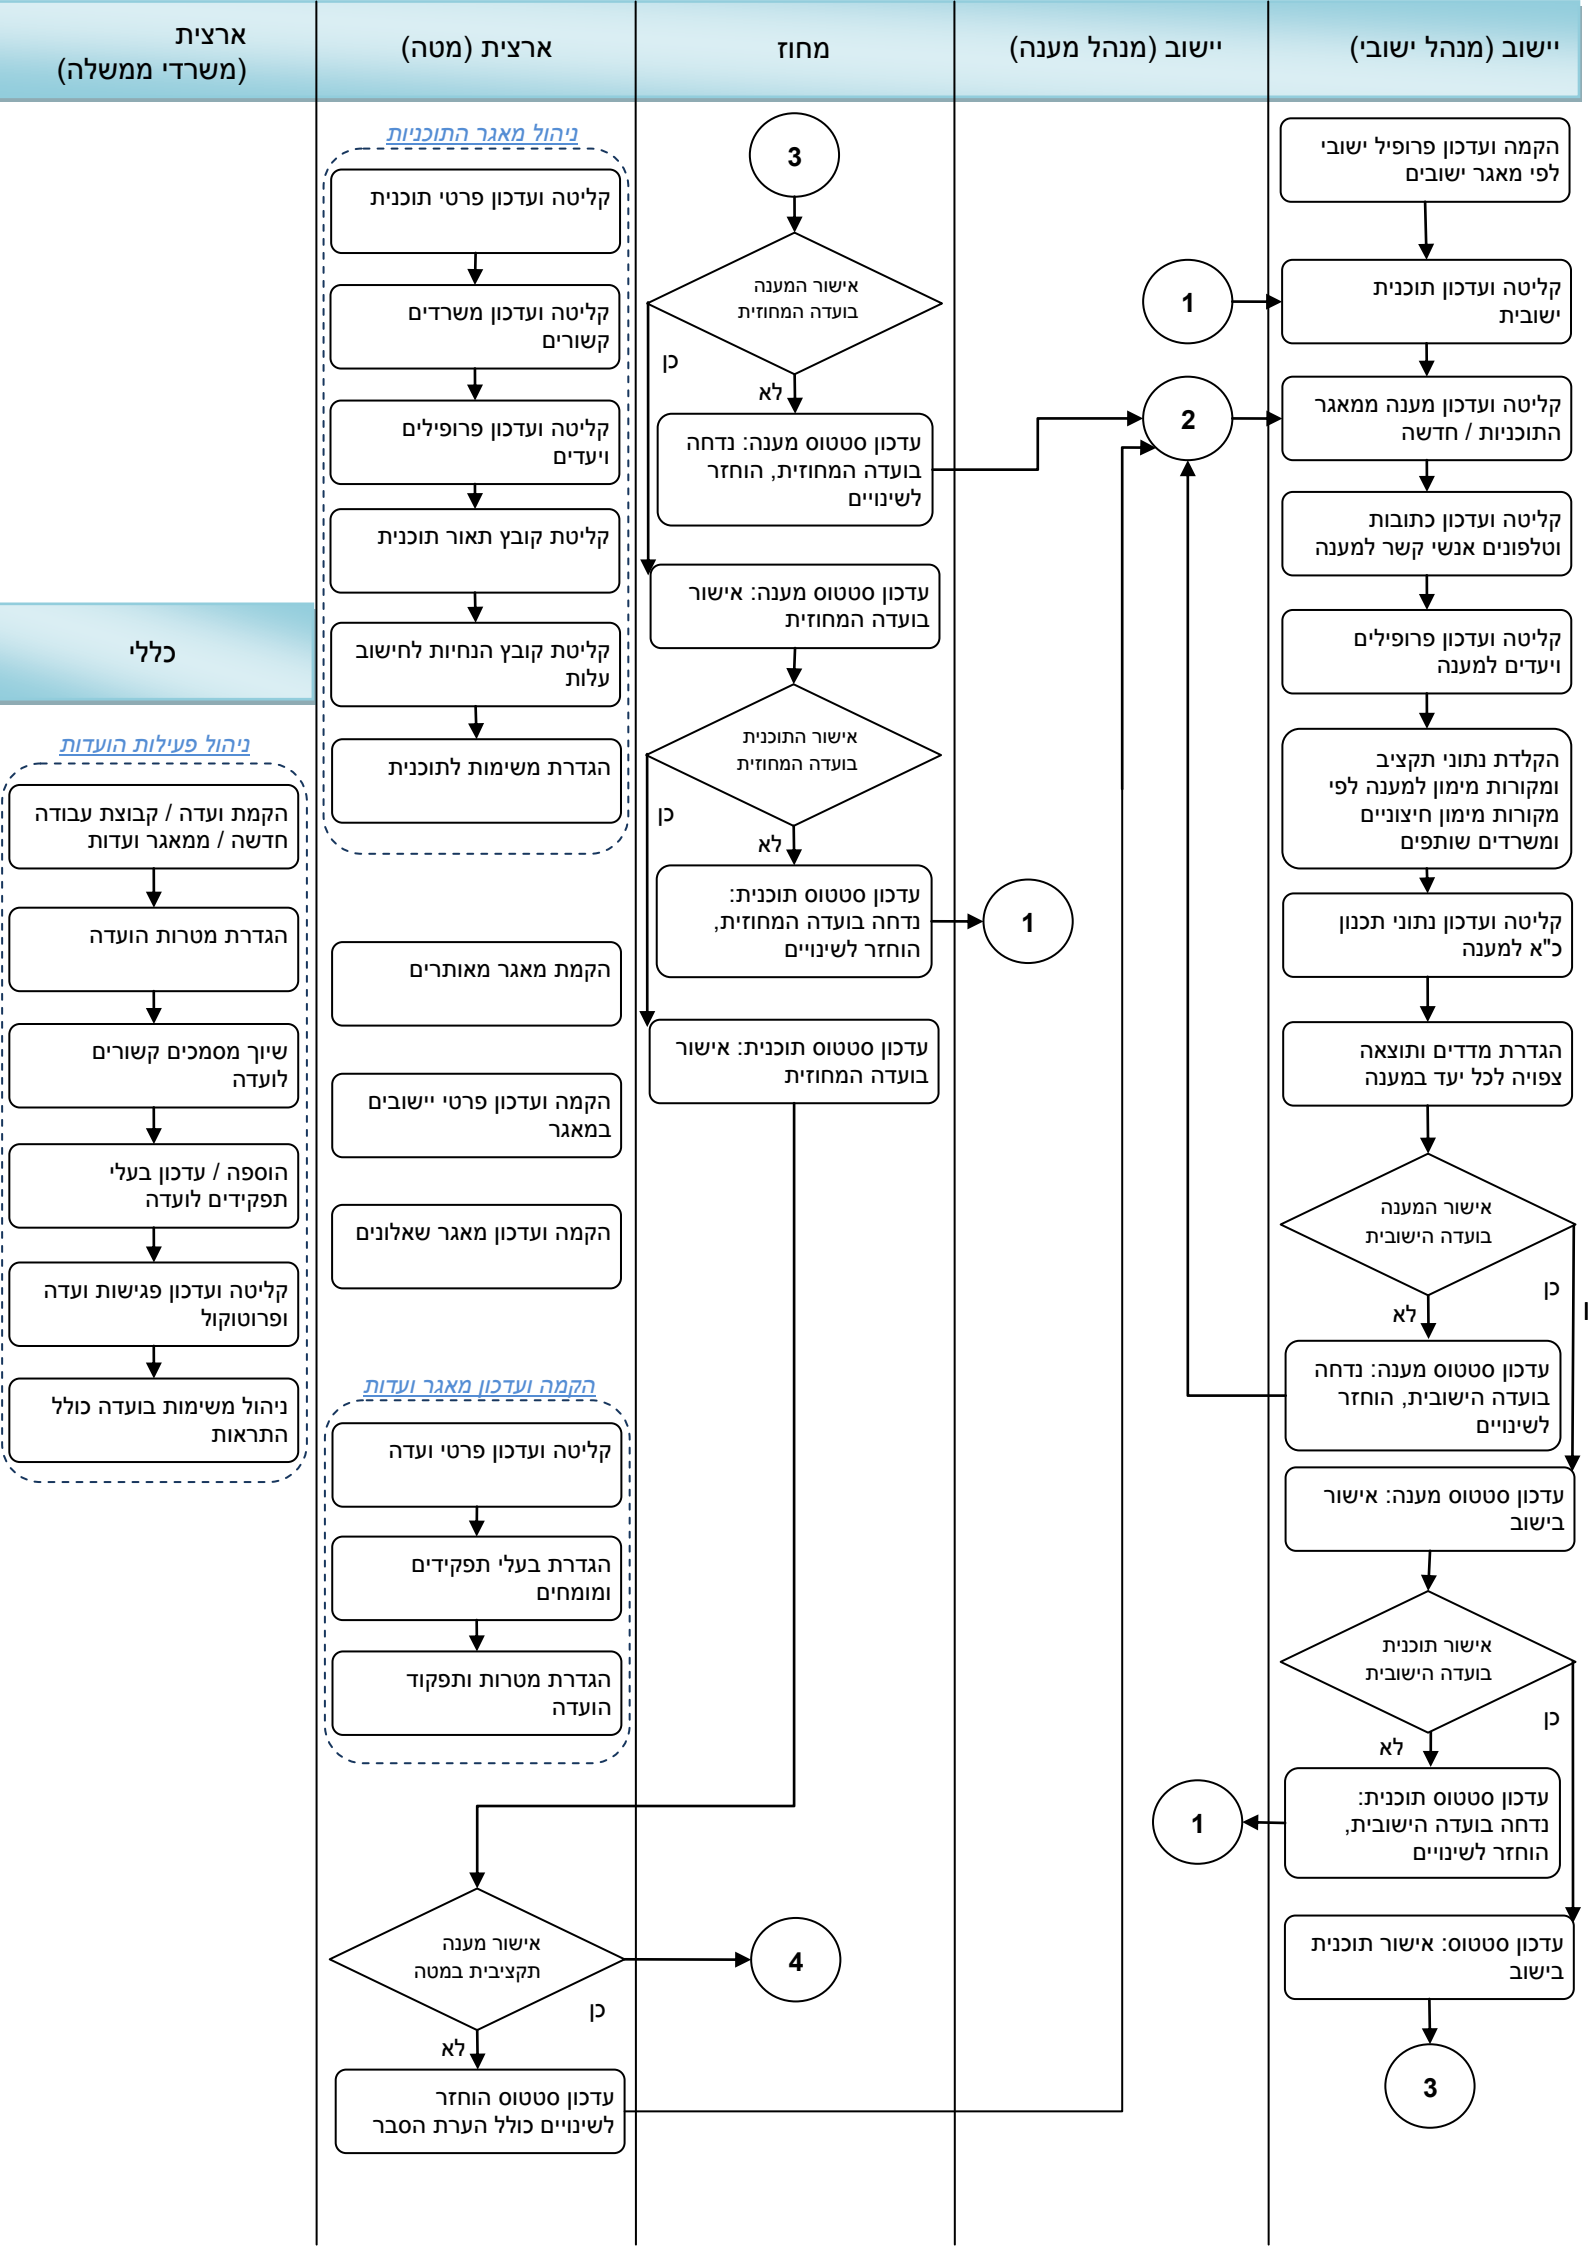 יישוב (מנהל ישובי)
יישוב (מנהל מענה)
מחוז
ארצית (מטה)
ארצית
(משרדי ממשלה)
הקמה ועדכון פרופיל ישובי
לפי מאגר ישובים
קליטה ועדכון תוכנית
ישובית
קליטה ועדכון מענה ממאגר
התוכניות / חדשה
קליטה ועדכון כתובות
וטלפונים אנשי קשר למענה
קליטה ועדכון פרופילים
ויעדים למענה
הקלדת נתוני תקציב
ומקורות מימון למענה לפי
מקורות מימון חיצוניים
ומשרדים שותפים
קליטה ועדכון נתוני תכנון
כ"א למענה
הגדרת מדדים ותוצאה
צפויה לכל יעד במענה
אישור המענה
בועדה הישובית
כן
לא
עדכון סטטוס מענה: נדחה
בועדה הישובית, הוחזר
לשינויים
עדכון סטטוס מענה: אישור
בישוב
אישור תוכנית
בועדה הישובית
כן
לא
עדכון סטטוס תוכנית:
נדחה בועדה הישובית,
הוחזר לשינויים
עדכון סטטוס: אישור תוכנית
בישוב
3
1
2
1
1
3
אישור המענה
בועדה המחוזית
כן
לא
עדכון סטטוס מענה: נדחה
בועדה המחוזית, הוחזר
לשינויים
עדכון סטטוס מענה: אישור
בועדה המחוזית
אישור התוכנית
בועדה המחוזית
כן
לא
עדכון סטטוס תוכנית:
נדחה בועדה המחוזית,
הוחזר לשינויים
עדכון סטטוס תוכנית: אישור
בועדה המחוזית
4
ניהול מאגר התוכניות
קליטה ועדכון פרטי תוכנית
קליטה ועדכון משרדים
קשורים
קליטה ועדכון פרופילים
ויעדים
קליטת קובץ תאור תוכנית
קליטת קובץ הנחיות לחישוב
עלות
הגדרת משימות לתוכנית
הקמת מאגר מאותרים
הקמה ועדכון פרטי יישובים
במאגר
הקמה ועדכון מאגר שאלונים
הקמה ועדכון מאגר ועדות
קליטה ועדכון פרטי ועדה
הגדרת בעלי תפקידים
ומומחים
הגדרת מטרות ותפקוד
הועדה
אישור מענה
תקציבית במטה
כן
לא
עדכון סטטוס הוחזר
לשינויים כולל הערת הסבר
כללי
ניהול פעילות הועדות
הקמת ועדה / קבוצת עבודה
חדשה / ממאגר ועדות
הגדרת מטרות הועדה
שיוך מסמכים קשורים
לועדה
הוספה / עדכון בעלי
תפקידים לועדה
קליטה ועדכון פגישות ועדה
ופרוטוקול
ניהול משימות בועדה כולל
התראות